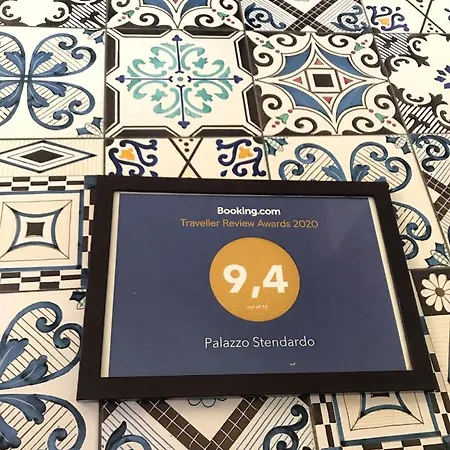 Booking.com
Traveller Review Awards 2020
9,4
out of 10
Palazzo Stendardo